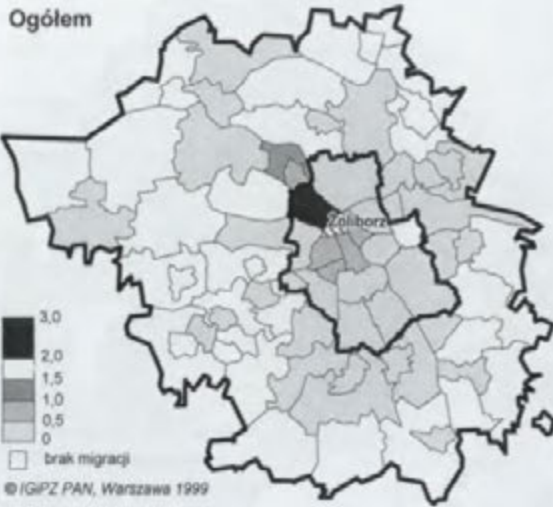 Ogółem
Żoliborz
3,0
2,0
1,5
1,0
0,5
0
brak migracji
© IGiPZ PAN, Warszawa 1999